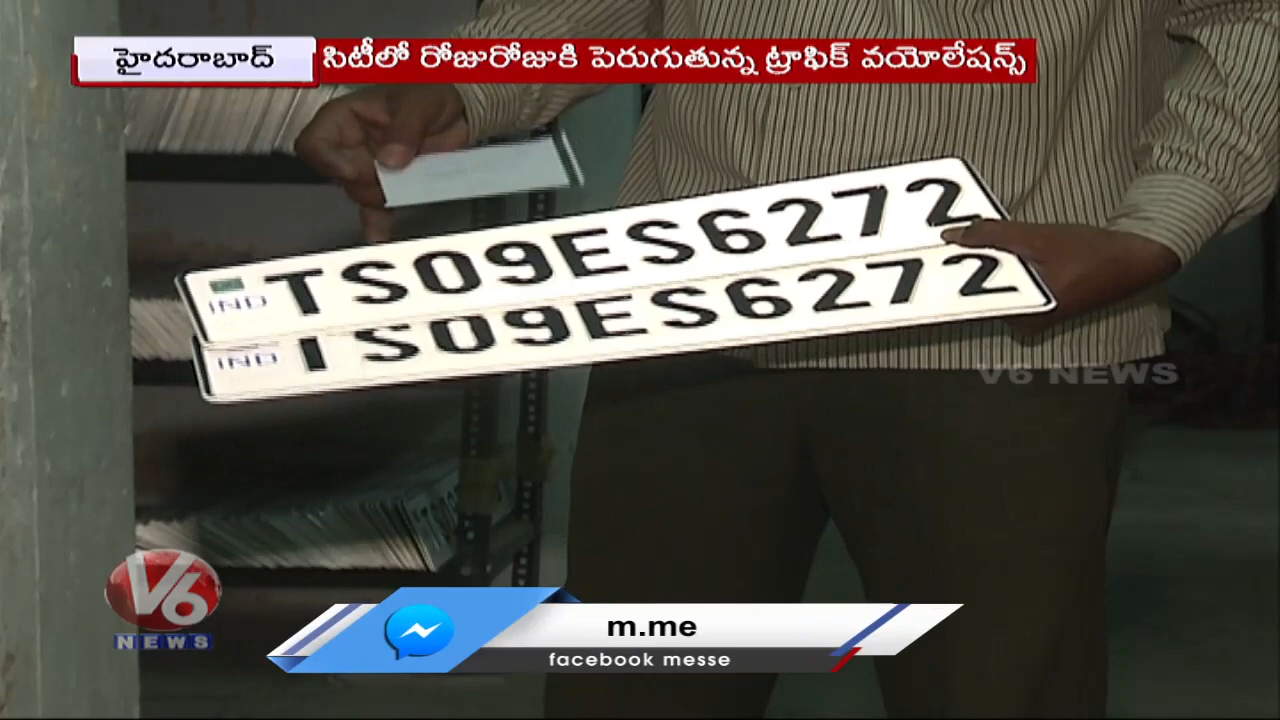 హైదరాబాద్ సిటీలో రోజురోజుకి పెరుగుతున్న ట్రాఫిక్ వయోలేషన్స్
IND TS09ES6272
IND TS09ES6272
V6 NEWS
V6
NEWS
m.me
facebook messe